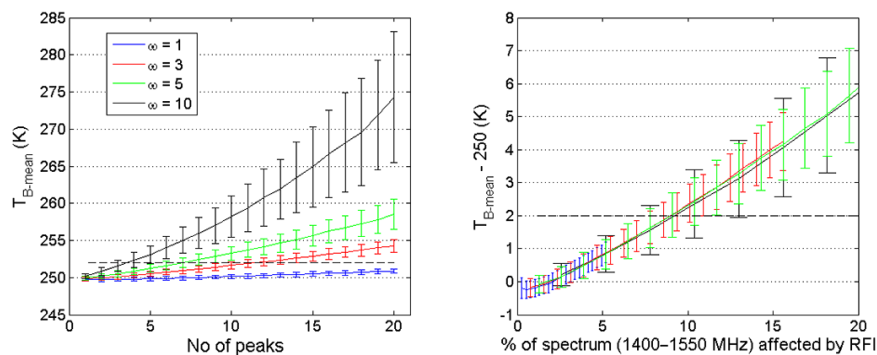 285
280
275
270
265
260
255
250
245
T_B-mean (K)
ω = 1
ω = 3
ω = 5
ω = 10
0 5 10 15 20
No of peaks
8
7
6
5
4
3
2
1
0
-1
T_B-mean - 250 (K)
0 5 10 15 20
% of spectrum (1400–1550 MHz) affected by RFI